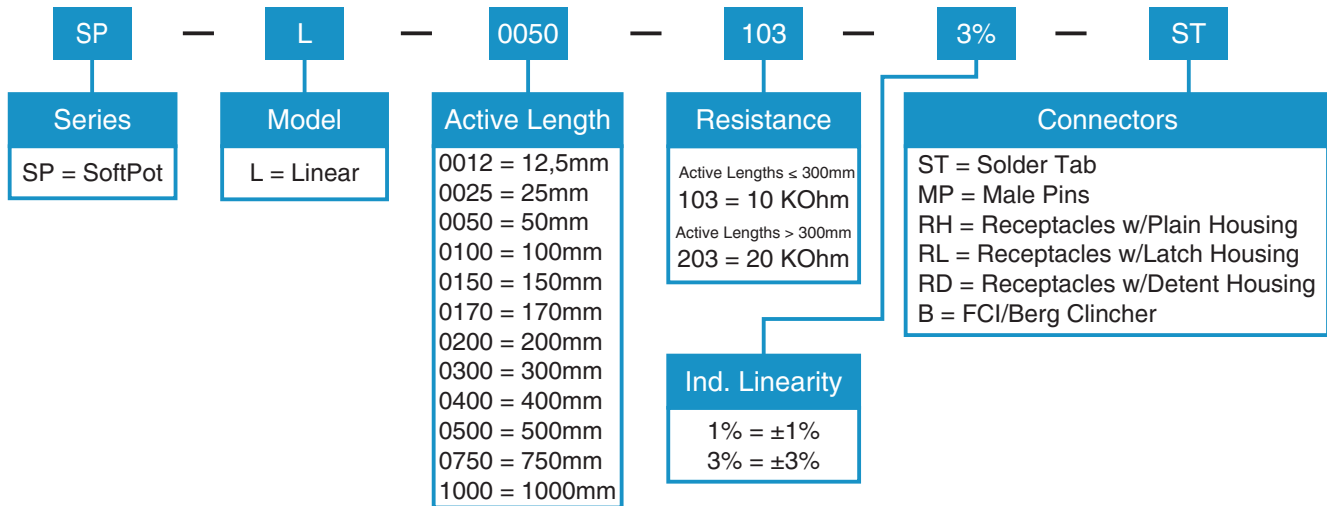 SP — L — 0050 — 103 — 3% — ST
Series
SP = SoftPot
Model
L = Linear
Active Length
0012 = 12,5mm
0025 = 25mm
0050 = 50mm
0100 = 100mm
0150 = 150mm
0170 = 170mm
0200 = 200mm
0300 = 300mm
0400 = 400mm
0500 = 500mm
0750 = 750mm
1000 = 1000mm
Resistance
Active Lengths ≤ 300mm
103 = 10 KOhm
Active Lengths > 300mm
203 = 20 KOhm
Ind. Linearity
1% = ±1%
3% = ±3%
Connectors
ST = Solder Tab
MP = Male Pins
RH = Receptacles w/Plain Housing
RL = Receptacles w/Latch Housing
RD = Receptacles w/Detent Housing
B = FCI/Berg Clincher